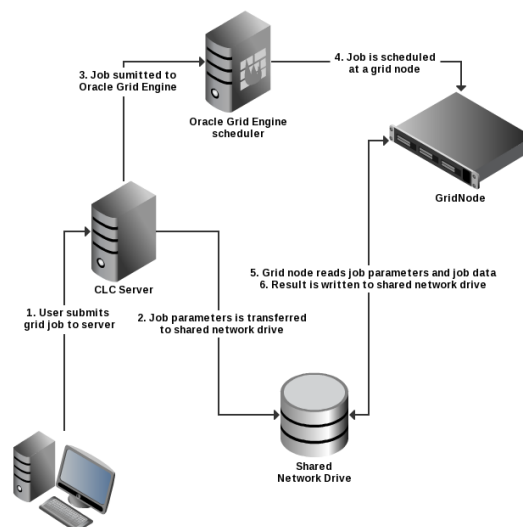 4. Job is scheduled
at a grid node
3. Job sumitted to
Oracle Grid Engine
Oracle Grid Engine
scheduler
GridNode
CLC Server
5. Grid node reads job parameters and job data
6. Result is written to shared network drive
1. User submits
grid job to server
2. Job parameters is transferred
to shared network drive
Shared
Network Drive